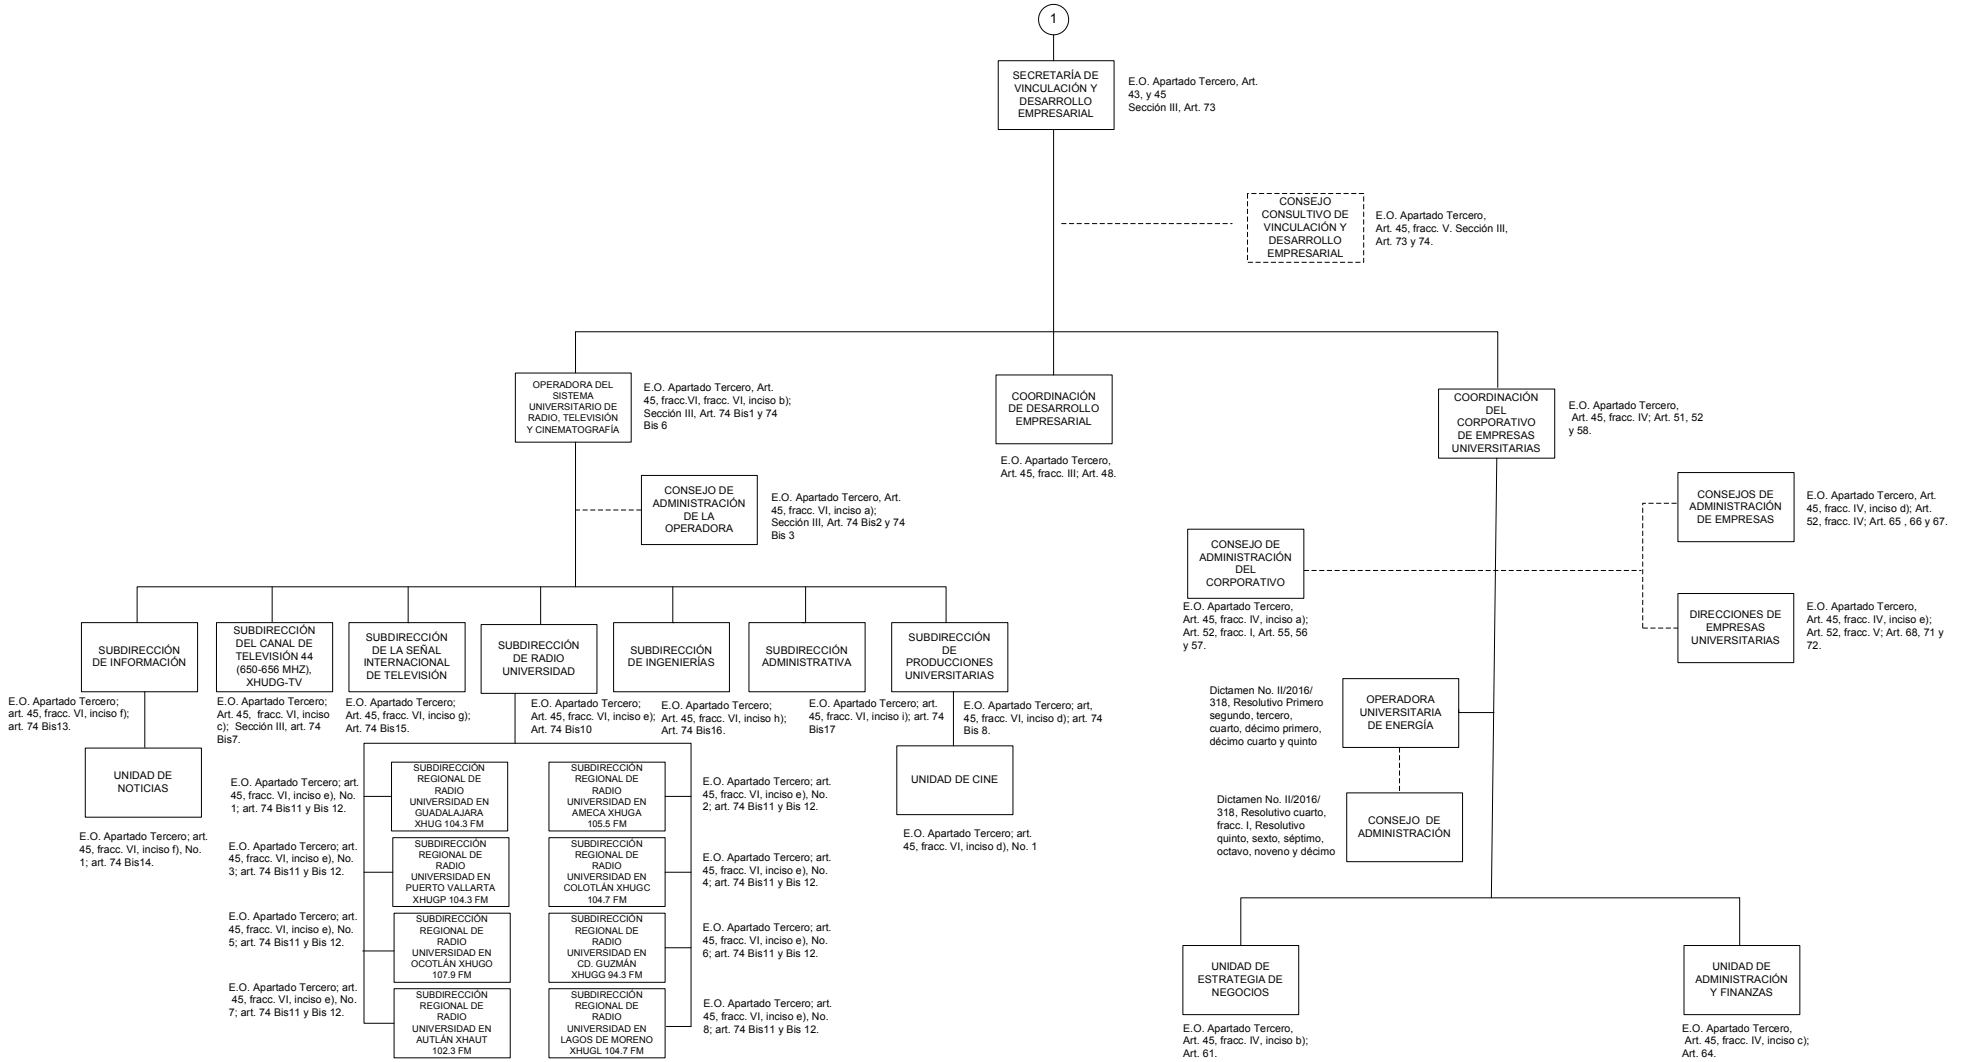 1
SECRETARÍA DE
VINCULACIÓN Y
DESARROLLO
EMPRESARIAL
E.O. Apartado Tercero, Art.
43, y 45
Sección III, Art. 73
CONSEJO
CONSULTIVO DE
VINCULACIÓN Y
DESARROLLO
EMPRESARIAL
E.O. Apartado Tercero,
Art. 45, fracc. V. Sección III,
Art. 73 y 74.
OPERADORA DEL
SISTEMA
UNIVERSITARIO DE
RADIO, TELEVISIÓN
Y CINEMATOGRAFÍA
E.O. Apartado Tercero, Art.
45, fracc.VI, fracc. VI, inciso b);
Sección III, Art. 74 Bis1 y 74
Bis 6
COORDINACIÓN
DE DESARROLLO
EMPRESARIAL
E.O. Apartado Tercero,
Art. 45, fracc. III; Art. 48.
COORDINACIÓN
DEL
CORPORATIVO
DE EMPRESAS
UNIVERSITARIAS
E.O. Apartado Tercero,
Art. 45, fracc. IV; Art. 51, 52
y 58.
CONSEJO DE
ADMINISTRACIÓN
DE LA
OPERADORA
E.O. Apartado Tercero, Art.
45, fracc. VI, inciso a);
Sección III, Art. 74 Bis2 y 74
Bis 3
CONSEJOS DE
ADMINISTRACIÓN
DE EMPRESAS
E.O. Apartado Tercero, Art.
45, fracc. IV, inciso d); Art.
52, fracc. IV; Art. 65 , 66 y 67.
CONSEJO DE
ADMINISTRACIÓN
DEL
CORPORATIVO
E.O. Apartado Tercero,
Art. 45, fracc. IV, inciso a);
Art. 52, fracc. I, Art. 55, 56
y 57.
DIRECCIONES DE
EMPRESAS
UNIVERSITARIAS
E.O. Apartado Tercero,
Art. 45, fracc. IV, inciso e);
Art. 52, fracc. V; Art. 68, 71 y
72.
SUBDIRECCIÓN
DE INFORMACIÓN
E.O. Apartado Tercero;
art. 45, fracc. VI, inciso f);
art. 74 Bis13.
SUBDIRECCIÓN
DEL CANAL DE
TELEVISIÓN 44
(650-656 MHZ),
XHUDG-TV
E.O. Apartado Tercero;
Art. 45, fracc. VI, inciso
c); Sección III, art. 74
Bis7.
SUBDIRECCIÓN
DE LA SEÑAL
INTERNACIONAL
DE TELEVISIÓN
E.O. Apartado Tercero;
Art. 45, fracc. VI, inciso g);
Art. 74 Bis15.
SUBDIRECCIÓN
DE RADIO
UNIVERSIDAD
E.O. Apartado Tercero;
Art. 45, fracc. VI, inciso e);
Art. 74 Bis10
SUBDIRECCIÓN
DE INGENIERÍAS
E.O. Apartado Tercero;
Art. 45, fracc. VI, inciso h);
Art. 74 Bis16.
SUBDIRECCIÓN
ADMINISTRATIVA
E.O. Apartado Tercero; art.
45, fracc. VI, inciso i); art. 74
Bis17
SUBDIRECCIÓN
DE
PRODUCCIONES
UNIVERSITARIAS
E.O. Apartado Tercero; art,
45, fracc. VI, inciso d); art. 74
Bis 8.
UNIDAD DE
NOTICIAS
E.O. Apartado Tercero; art.
45, fracc. VI, inciso f), No.
1; art. 74 Bis14.
E.O. Apartado Tercero; art.
45, fracc. VI, inciso e), No.
1; art. 74 Bis11 y Bis 12.
SUBDIRECCIÓN
REGIONAL DE
RADIO
UNIVERSIDAD EN
GUADALAJARA
XHUG 104.3 FM
SUBDIRECCIÓN
REGIONAL DE
RADIO
UNIVERSIDAD EN
AMECA XHUGA
105.5 FM
E.O. Apartado Tercero; art.
45, fracc. VI, inciso e), No.
2; art. 74 Bis11 y Bis 12.
E.O. Apartado Tercero; art.
45, fracc. VI, inciso e), No.
3; art. 74 Bis11 y Bis 12.
SUBDIRECCIÓN
REGIONAL DE
RADIO
UNIVERSIDAD EN
PUERTO VALLARTA
XHUGP 104.3 FM
SUBDIRECCIÓN
REGIONAL DE
RADIO
UNIVERSIDAD EN
COLOTLÁN XHUGC
104.7 FM
E.O. Apartado Tercero; art.
45, fracc. VI, inciso e), No.
4; art. 74 Bis11 y Bis 12.
E.O. Apartado Tercero; art.
45, fracc. VI, inciso e), No.
5; art. 74 Bis11 y Bis 12.
SUBDIRECCIÓN
REGIONAL DE
RADIO
UNIVERSIDAD EN
OCOTLÁN XHUGO
107.9 FM
SUBDIRECCIÓN
REGIONAL DE
RADIO
UNIVERSIDAD EN
CD. GUZMÁN
XHUGG 94.3 FM
E.O. Apartado Tercero; art.
45, fracc. VI, inciso e), No.
6; art. 74 Bis11 y Bis 12.
E.O. Apartado Tercero; art.
45, fracc. VI, inciso e), No.
7; art. 74 Bis11 y Bis 12.
SUBDIRECCIÓN
REGIONAL DE
RADIO
UNIVERSIDAD EN
AUTLÁN XHAUT
102.3 FM
SUBDIRECCIÓN
REGIONAL DE
RADIO
UNIVERSIDAD EN
LAGOS DE MORENO
XHUGL 104.7 FM
E.O. Apartado Tercero; art.
45, fracc. VI, inciso e), No.
8; art. 74 Bis11 y Bis 12.
UNIDAD DE CINE
E.O. Apartado Tercero; art.
45, fracc. VI, inciso d), No. 1
Dictamen No. II/2016/
318, Resolutivo Primero
segundo, tercero,
cuarto, décimo primero,
décimo cuarto y quinto
OPERADORA
UNIVERSITARIA
DE ENERGÍA
Dictamen No. II/2016/
318, Resolutivo cuarto,
fracc. I, Resolutivo
quinto, sexto, séptimo,
octavo, noveno y décimo
CONSEJO DE
ADMINISTRACIÓN
UNIDAD DE
ESTRATEGIA DE
NEGOCIOS
E.O. Apartado Tercero,
Art. 45, fracc. IV, inciso b);
Art. 61.
UNIDAD DE
ADMINISTRACIÓN
Y FINANZAS
E.O. Apartado Tercero,
Art. 45, fracc. IV, inciso c);
Art. 64.